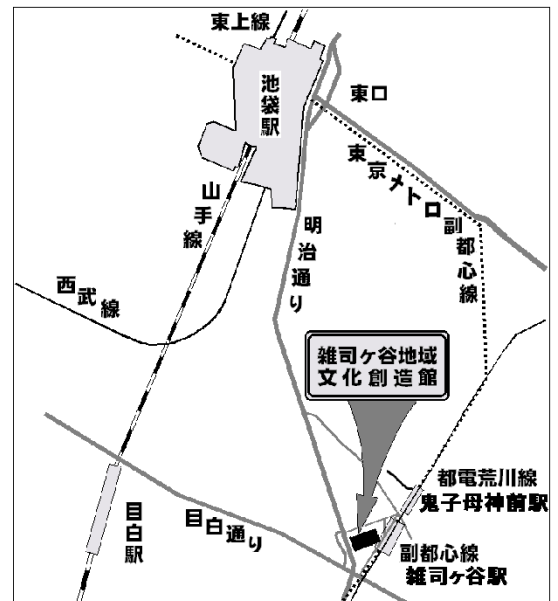 東上線
池袋駅
東口
東京メトロ副都心線
山手線
明治通り
西武線
雑司ヶ谷地域
文化創造館
都電荒川線
鬼子母神前駅
目白駅
目白通り
副都心線
雑司ヶ谷駅